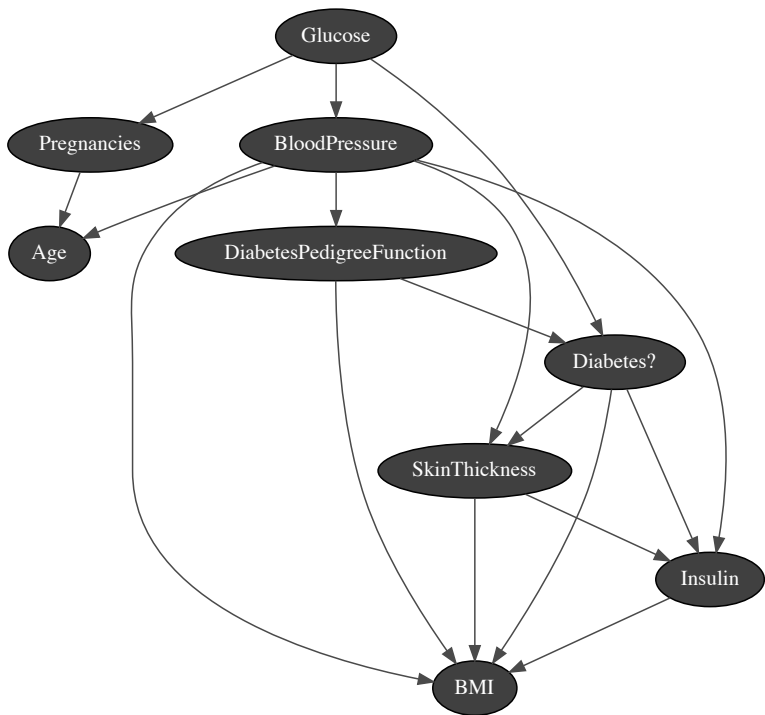 Glucose
Pregnancies
BloodPressure
Age
DiabetesPedigreeFunction
Diabetes?
SkinThickness
Insulin
BMI